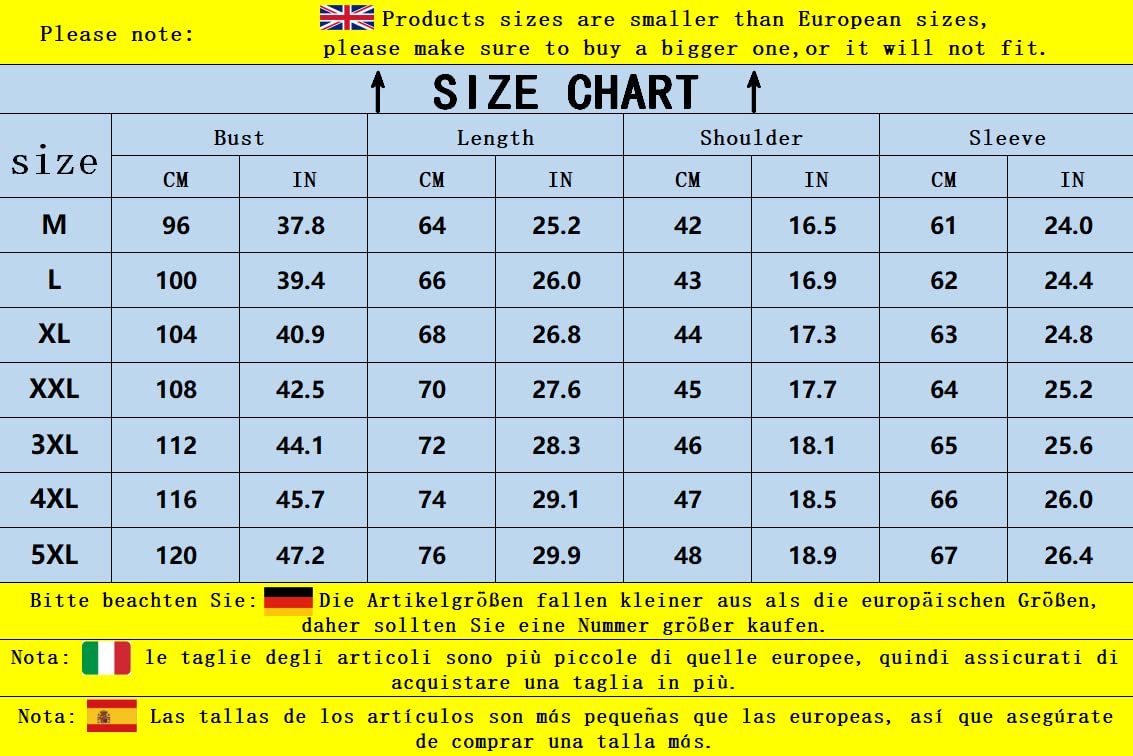 Please note:
Products sizes are smaller than European sizes,
please make sure to buy a bigger one,or it will not fit.
SIZE CHART
size Bust Length Shoulder Sleeve
CM IN CM IN CM IN CM IN
M 96 37.8 64 25.2 42 16.5 61 24.0
L 100 39.4 66 26.0 43 16.9 62 24.4
XL 104 40.9 68 26.8 44 17.3 63 24.8
XXL 108 42.5 70 27.6 45 17.7 64 25.2
3XL 112 44.1 72 28.3 46 18.1 65 25.6
4XL 116 45.7 74 29.1 47 18.5 66 26.0
5XL 120 47.2 76 29.9 48 18.9 67 26.4
Bitte beachten Sie: Die Artikelgrößen fallen kleiner aus als die europäischen Größen,
daher sollten Sie eine Nummer größer kaufen.
Nota: le taglie degli articoli sono più piccole di quelle europee, quindi assicurati di
acquistare una taglia in più.
Nota: Las tallas de los artículos son más pequeñas que las europeas, así que asegúrate
de comprar una talla más.